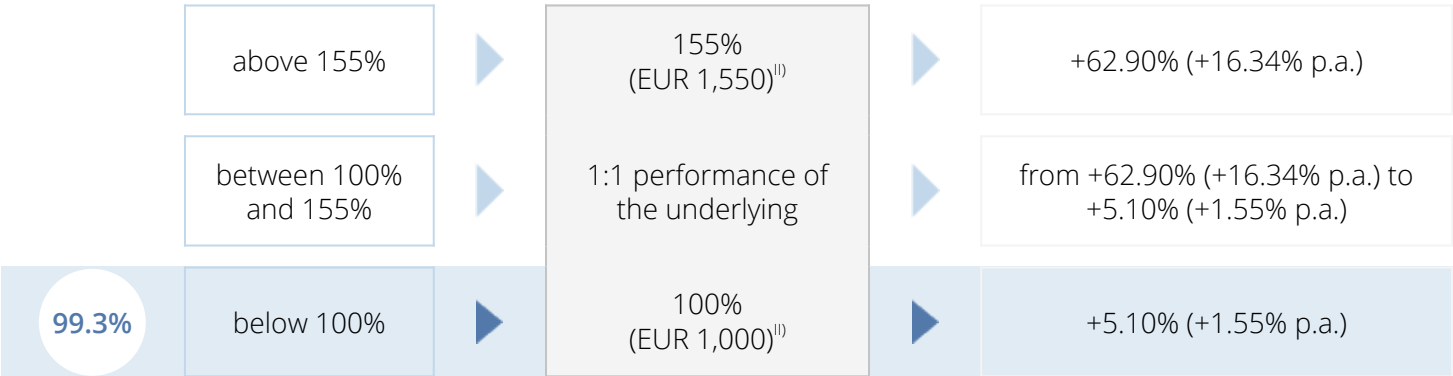 above 155%
155%
(EUR 1,550)II)
+62.90% (+16.34% p.a.)
between 100%
and 155%
1:1 performance of
the underlying
from +62.90% (+16.34% p.a.) to
+5.10% (+1.55% p.a.)
99.3%
below 100%
100%
(EUR 1,000)II)
+5.10% (+1.55% p.a.)